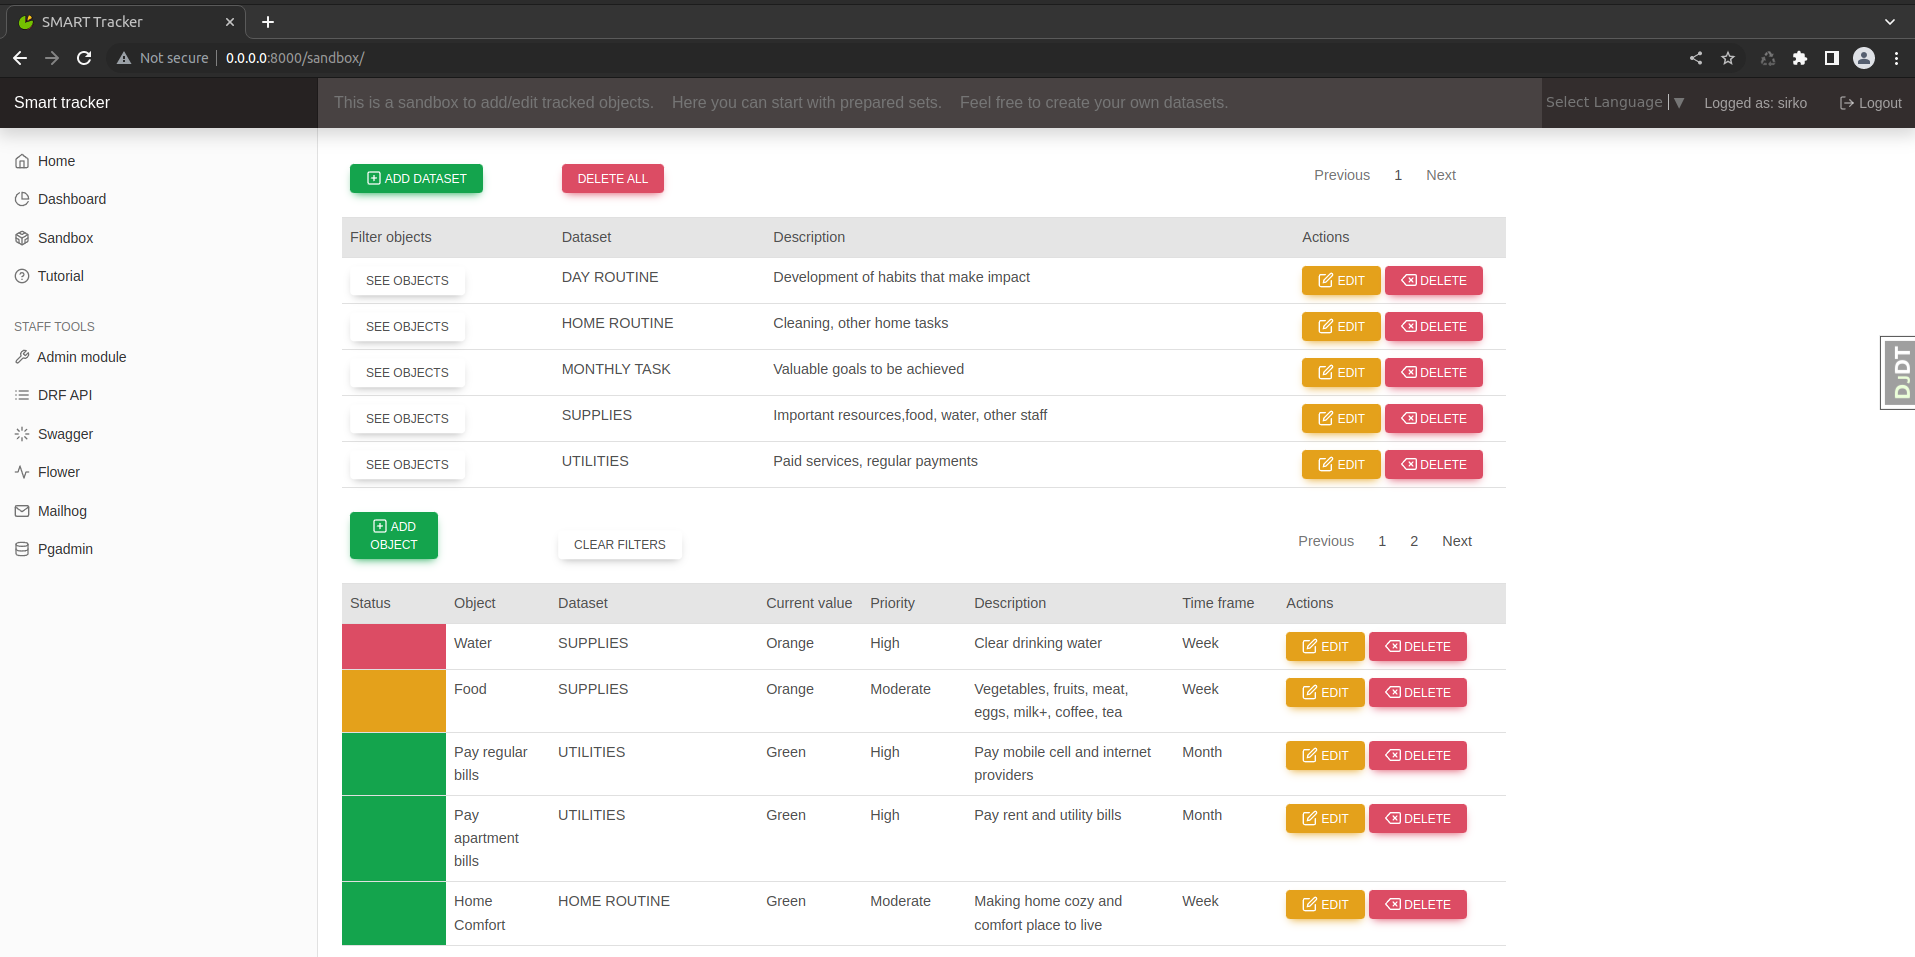 SMART Tracker
Not secure 0.0.0.0:8000/sandbox/
Smart tracker
This is a sandbox to add/edit tracked objects. Here you can start with prepared sets. Feel free to create your own datasets.
Select Language ▼ Logged as: sirko Logout
Home
Dashboard
Sandbox
Tutorial
STAFF TOOLS
Admin module
DRF API
Swagger
Flower
Mailhog
Pgadmin
ADD DATASET DELETE ALL Previous 1 Next
Filter objects Dataset Description Actions
SEE OBJECTS DAY ROUTINE Development of habits that make impact EDIT DELETE
SEE OBJECTS HOME ROUTINE Cleaning, other home tasks EDIT DELETE
SEE OBJECTS MONTHLY TASK Valuable goals to be achieved EDIT DELETE
SEE OBJECTS SUPPLIES Important resources,food, water, other staff EDIT DELETE
SEE OBJECTS UTILITIES Paid services, regular payments EDIT DELETE
DJDT
ADD
OBJECT CLEAR FILTERS Previous 1 2 Next
Status Object Dataset Current value Priority Description Time frame Actions
Water SUPPLIES Orange High Clear drinking water Week EDIT DELETE
Food SUPPLIES Orange Moderate Vegetables, fruits, meat, Week EDIT DELETE
eggs, milk+, coffee, tea
Pay regular UTILITIES Green High Pay mobile cell and internet Month EDIT DELETE
bills providers
Pay UTILITIES Green High Pay rent and utility bills Month EDIT DELETE
apartment
bills
Home HOME ROUTINE Green Moderate Making home cozy and Week EDIT DELETE
Comfort comfort place to live